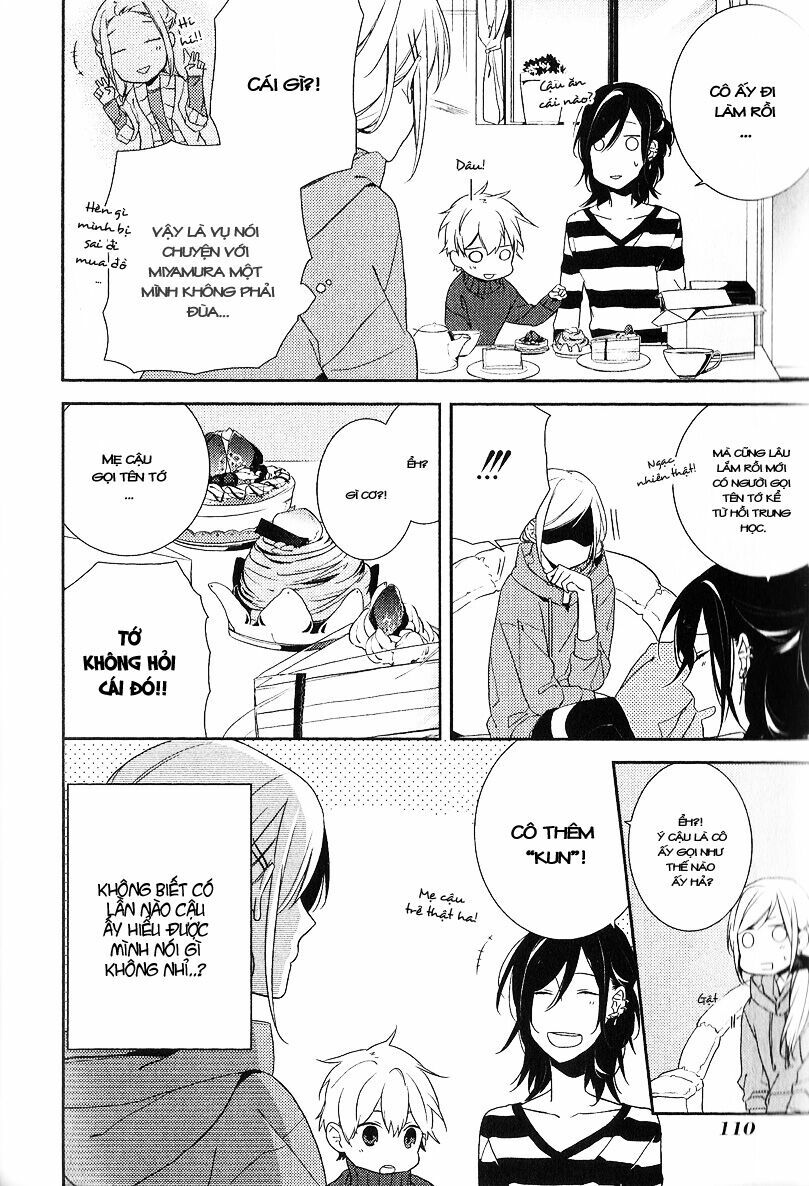 CÔ ẤY ĐI
LÀM RỒI
...
Cậu ăn
cái nào?
Dâu!
CÁI GÌ?!
Hí
hí!!
VẬY LÀ VỤ NÓI
CHUYỆN VỚI
MIYAMURA MỘT
MÌNH KHÔNG PHẢI
ĐÙA...
Hèn gì
mình bị
sai đi
mua đồ
...
MÀ CŨNG LÂU
LẮM RỒI MỚI
CÓ NGƯỜI GỌI
TÊN TỚ KỂ
TỪ HỒI TRUNG
HỌC.
Ngạc
nhiên thật!
!!!
ỂH?
GÌ CƠ?!
MẸ CẬU
GỌI TÊN TỚ
...
TỚ
KHÔNG HỎI
CÁI ĐÓ!!
ỂH?!
Ý CẬU LÀ CÔ
ẤY GỌI NHƯ
THẾ NÀO
ẤY HẢ?
Gật
CÔ THÊM
“KUN”!
Mẹ cậu
trẻ thật ha!
KHÔNG BIẾT CÓ
LẦN NÀO CẬU
ẤY HIỂU ĐƯỢC
MÌNH NÓI GÌ
KHÔNG NHỈ..?
110